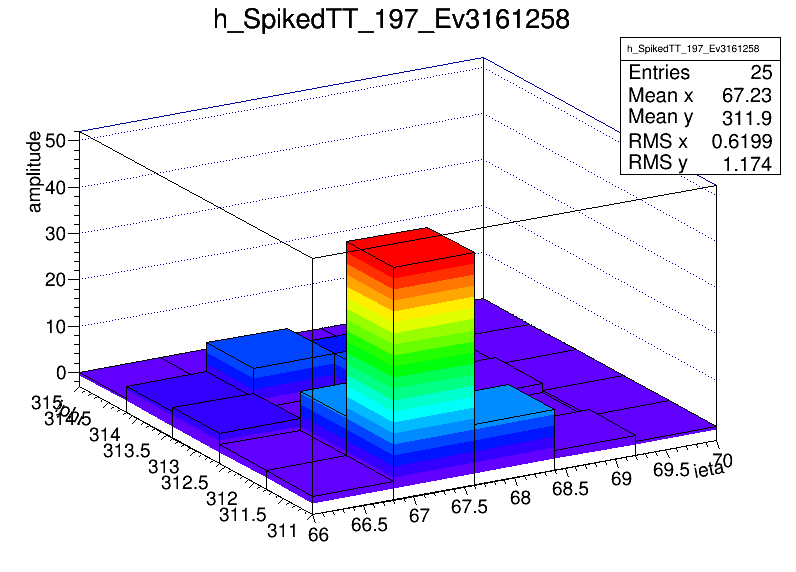 h_SpikedTT_197_Ev3161258
h_SpikedTT_197_Ev3161258
Entries 25
Mean x 67.23
Mean y 311.9
RMS x 0.6199
RMS y 1.174
amplitude
50
40
30
20
10
0
315
314.5
314
313.5
313
312.5
312
311.5
311
66
66.5
67
67.5
68
68.5
69
69.5
70
ieta